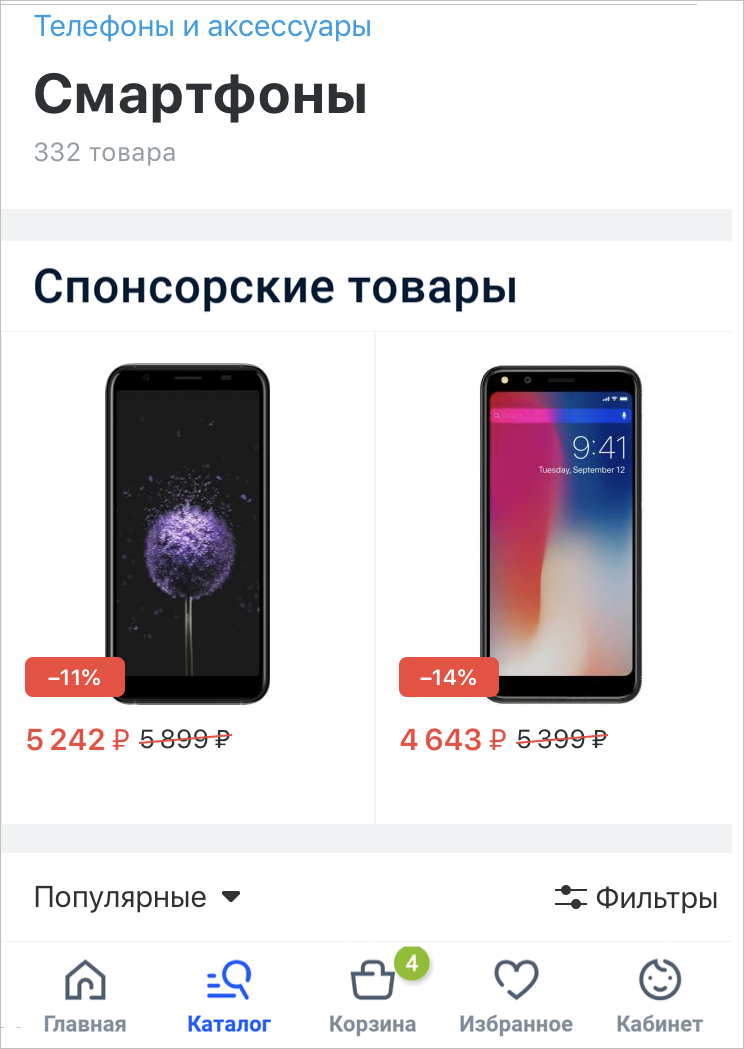 Телефоны и аксессуары
Смартфоны
332 товара
Спонсорские товары
9:41
Tuesday, September 12
–11%
–14%
5 242 ₽ 5 899 ₽
4 643 ₽ 5 399 ₽
Популярные
Фильтры
4
Главная
Каталог
Корзина
Избранное
Кабинет